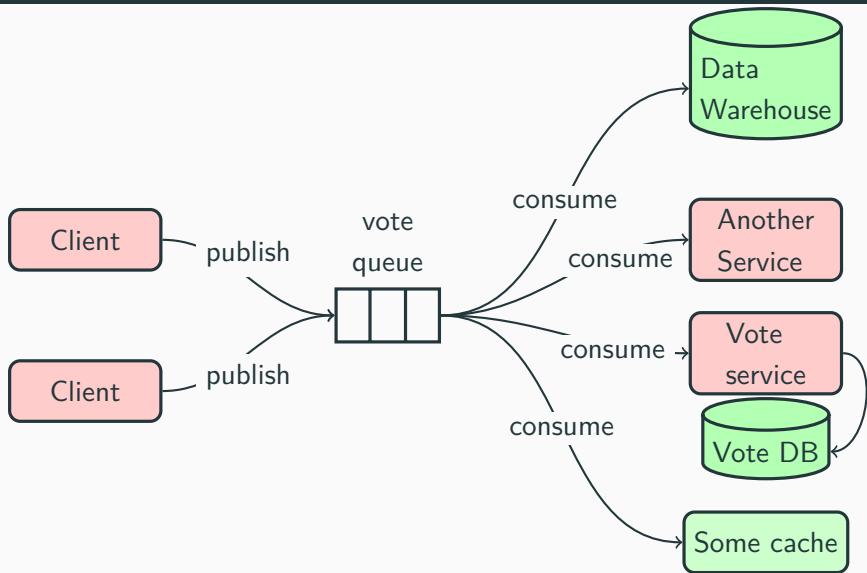 Data
Warehouse
consume
Another
Service
vote
queue
Client
publish
consume
Vote
service
consume
Client
publish
consume
Vote DB
Some cache